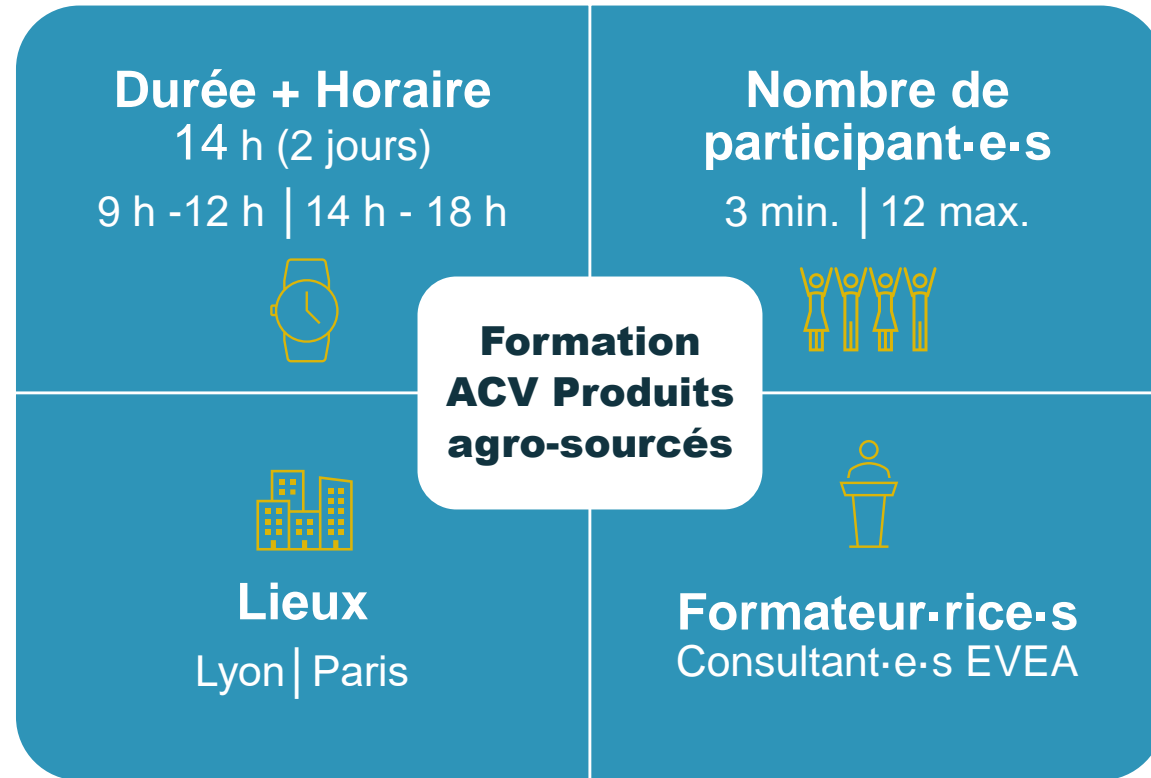 Durée + Horaire
14 h (2 jours)
9 h -12 h | 14 h - 18 h
Nombre de
participant·e·s
3 min. | 12 max.
Formation
ACV Produits
agro-sourcés
Lieux
Lyon | Paris
Formateur·rice·s
Consultant·e·s EVEA